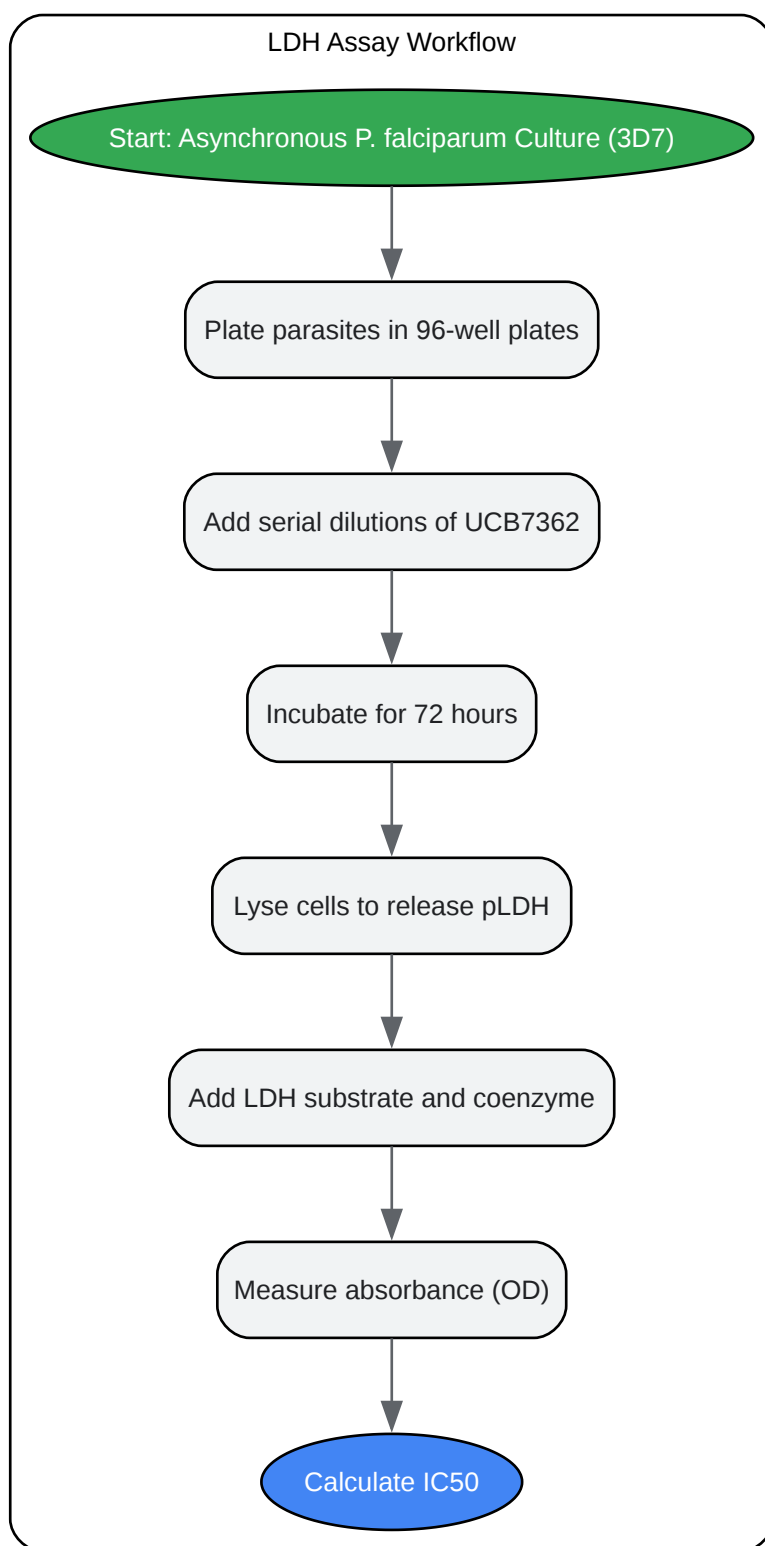 LDH Assay Workflow
Start: Asynchronous P. falciparum Culture (3D7)
Plate parasites in 96-well plates
Add serial dilutions of UCB7362
Incubate for 72 hours
Lyse cells to release pLDH
Add LDH substrate and coenzyme
Measure absorbance (OD)
Calculate IC50